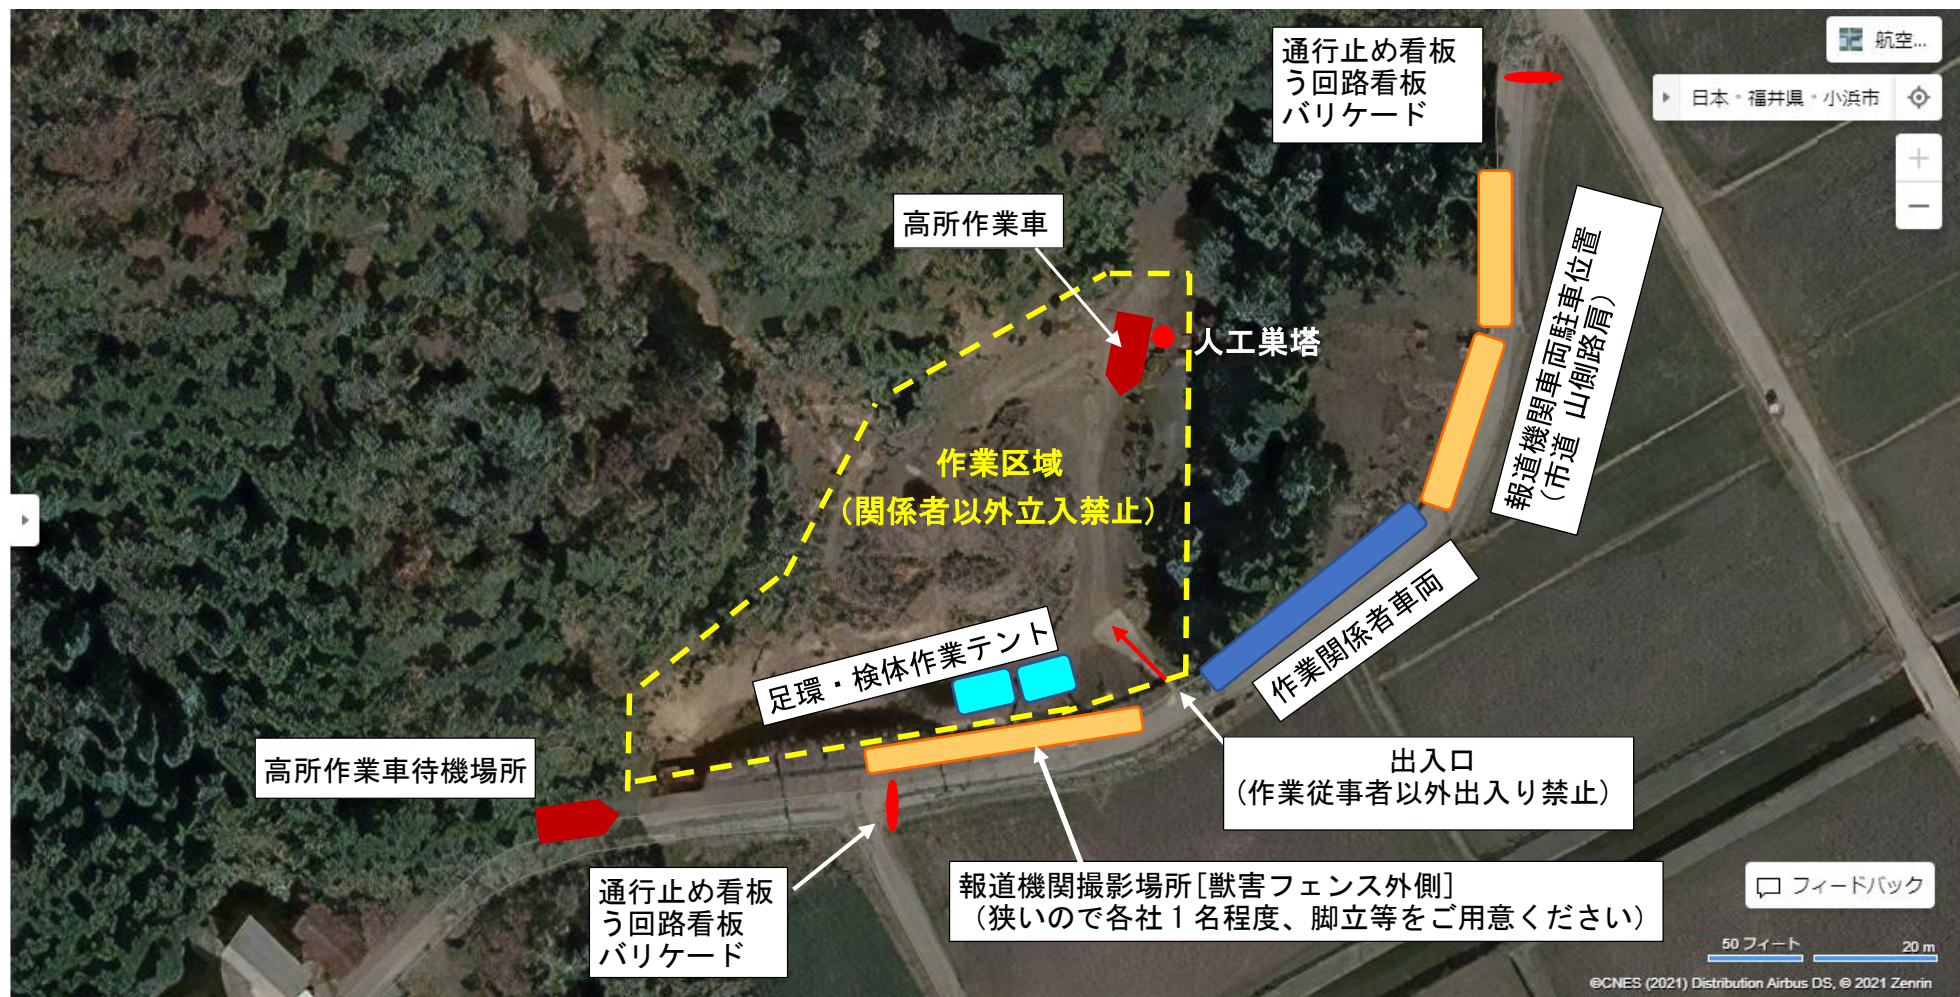 通行止め看板
う回路看板
バリケード
航空...
日本・福井県・小浜市
高所作業車
人工巣塔
報道機関車両駐車位置
（市道　山側路肩）
作業区域
（関係者以外立入禁止）
作業関係者車両
足環・検体作業テント
高所作業車待機場所
出入口
（作業従事者以外出入り禁止）
通行止め看板
う回路看板
バリケード
報道機関撮影場所［獣害フェンス外側］
（狭いので各社１名程度、脚立等をご用意ください）
フィードバック
50 フィート
20 m
©CNES (2021) Distribution Airbus DS, © 2021 Zenrin